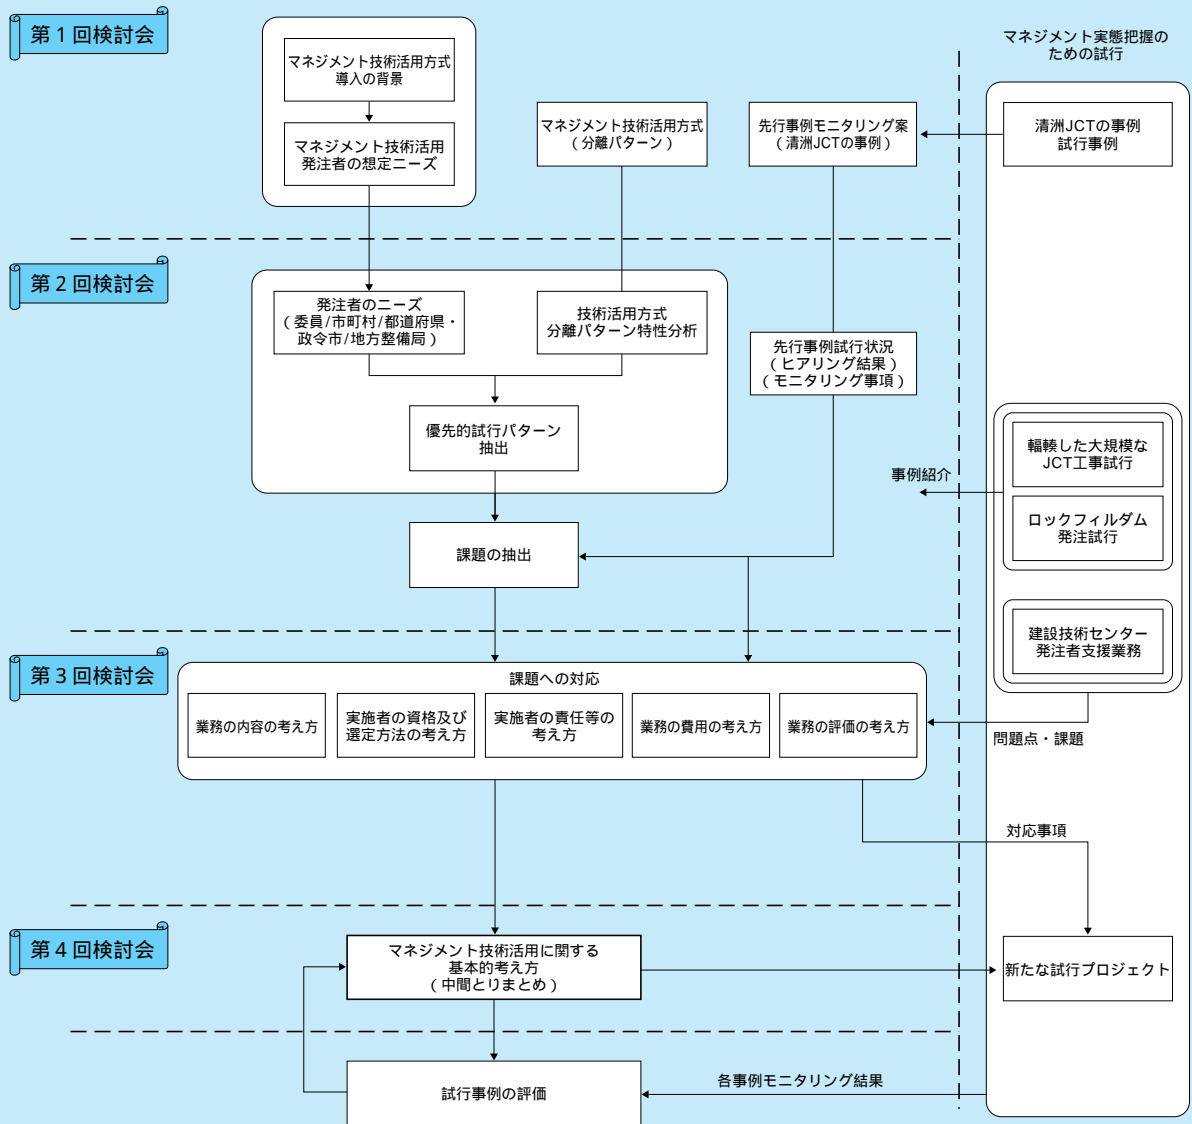 第１回検討会
マネジメント技術活用方式
導入の背景
マネジメント技術活用
発注者の想定ニーズ
マネジメント技術活用方式
（分離パターン）
先行事例モニタリング案
（清洲JCTの事例）
マネジメント実態把握の
ための試行
清洲JCTの事例
試行事例
第２回検討会
発注者のニーズ
（委員/市町村/都道府県・
政令市/地方整備局）
技術活用方式
分離パターン特性分析
先行事例試行状況
（ヒアリング結果）
（モニタリング事項）
優先的試行パターン
抽出
事例紹介
輻輳した大規模な
JCT工事試行
ロックフィルダム
発注試行
課題の抽出
建設技術センター
発注者支援業務
第３回検討会
課題への対応
業務の内容の考え方
実施者の資格及び
選定方法の考え方
実施者の責任等の
考え方
業務の費用の考え方
業務の評価の考え方
問題点・課題
対応事項
第４回検討会
マネジメント技術活用に関する
基本的考え方
（中間とりまとめ）
新たな試行プロジェクト
試行事例の評価
各事例モニタリング結果